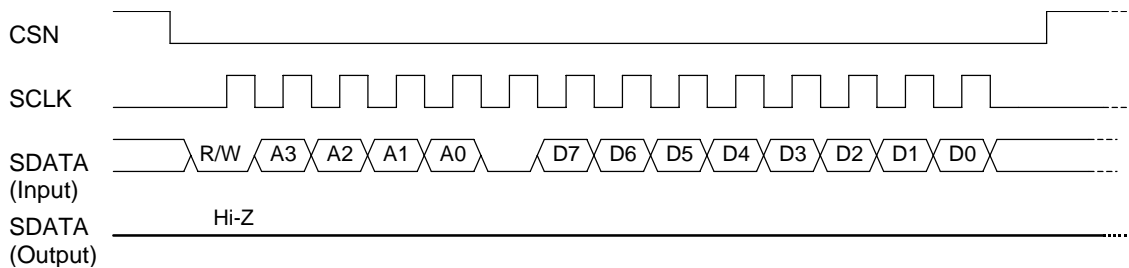 CSN
SCLK
SDATA
(Input)
R/W A3 A2 A1 A0 D7 D6 D5 D4 D3 D2 D1 D0
Hi-Z
SDATA
(Output)